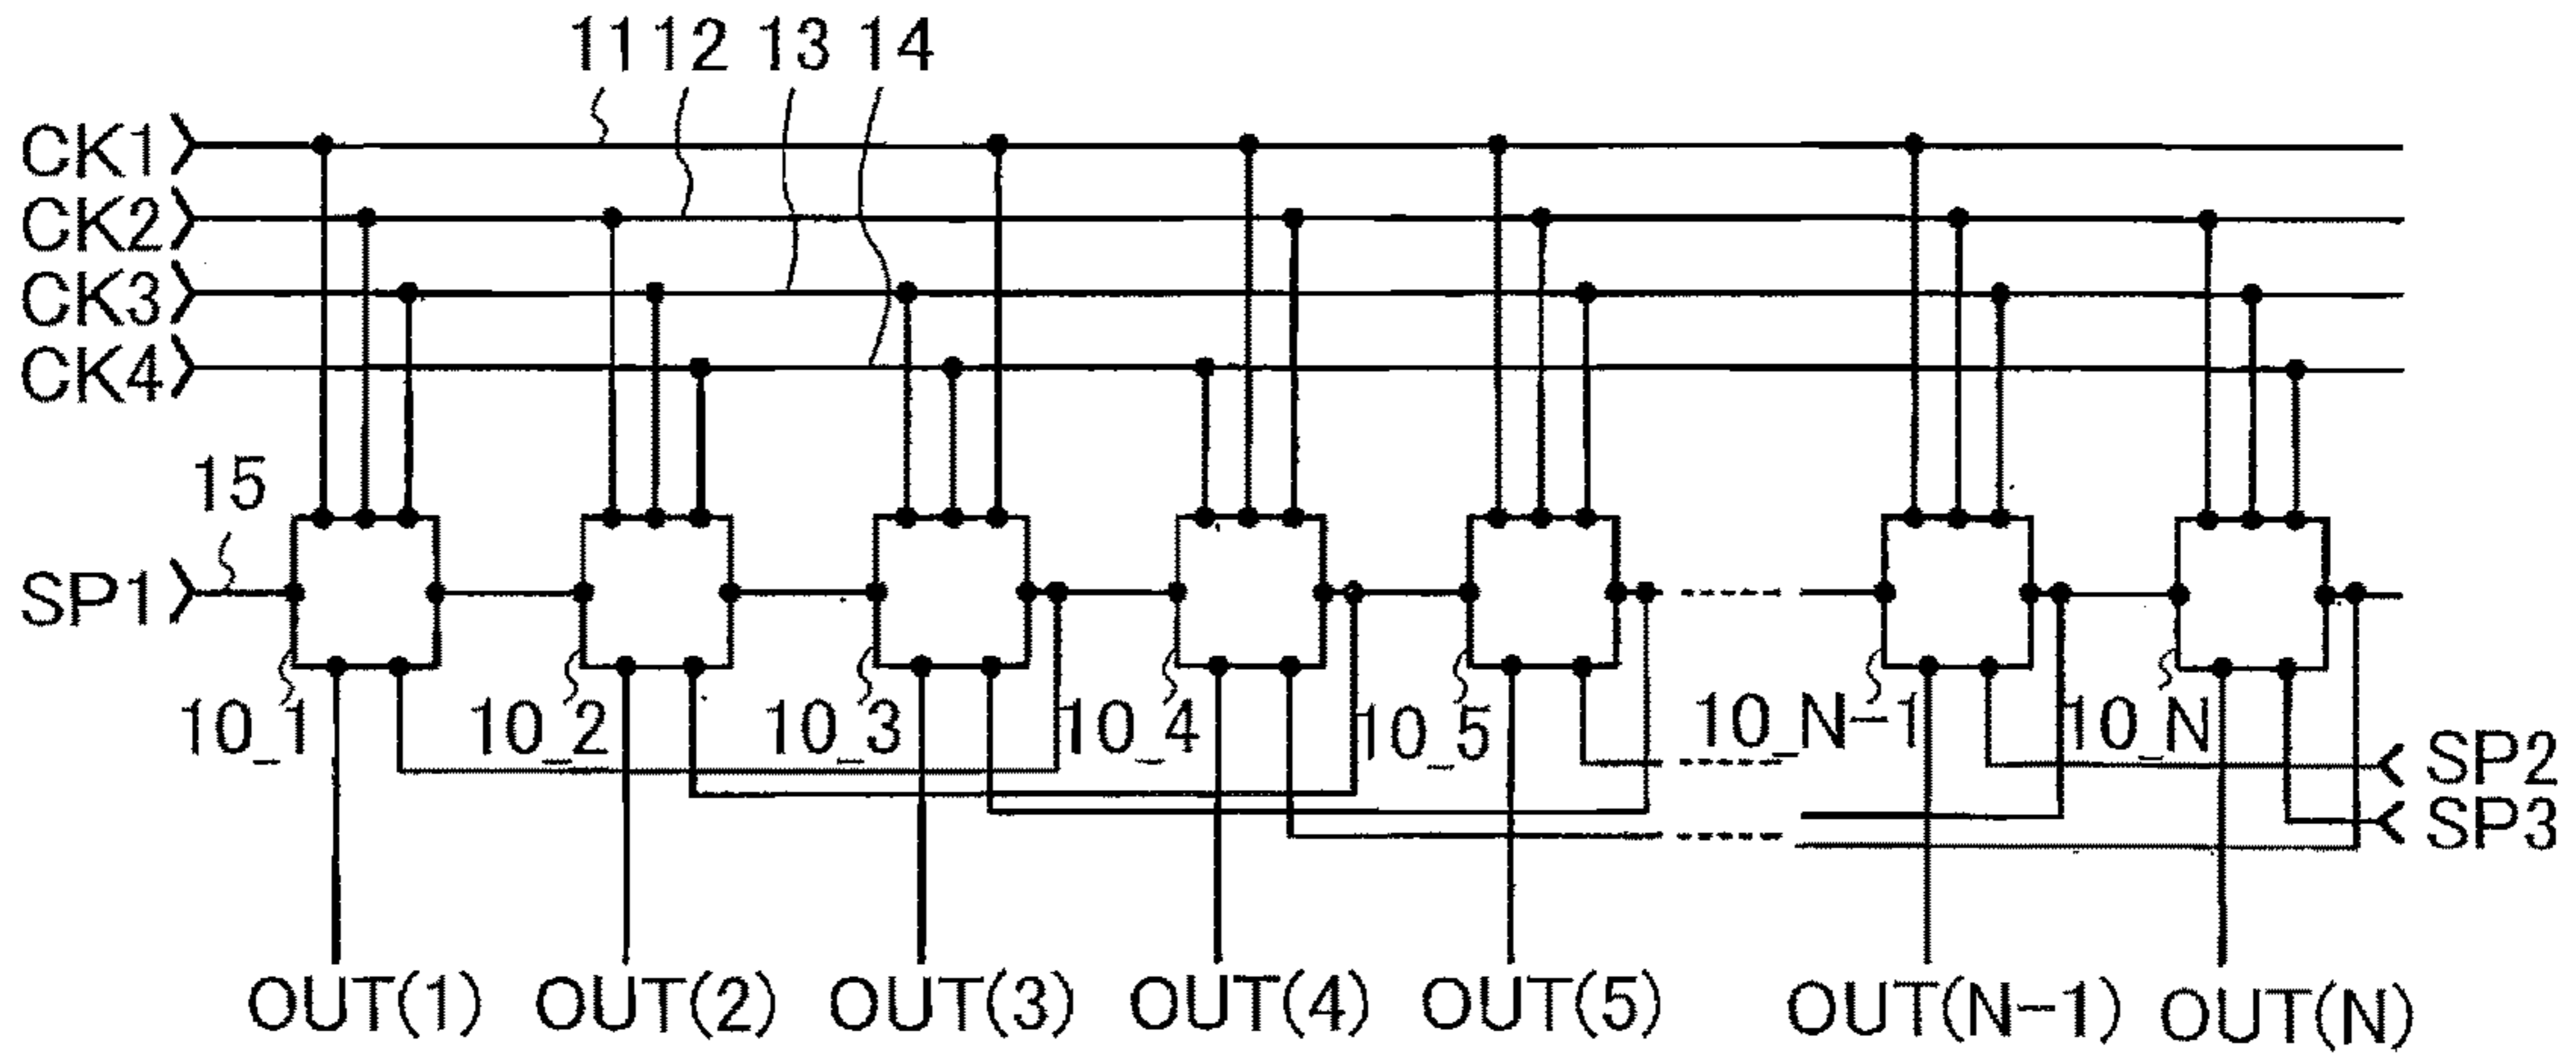 11 12 13 14
CK1
CK2
CK3
CK4
15
SP1
10_1 10_2 10_3 10_4 10_5 10_N-1 10_N
SP2
SP3
OUT(1) OUT(2) OUT(3) OUT(4) OUT(5) OUT(N-1) OUT(N)